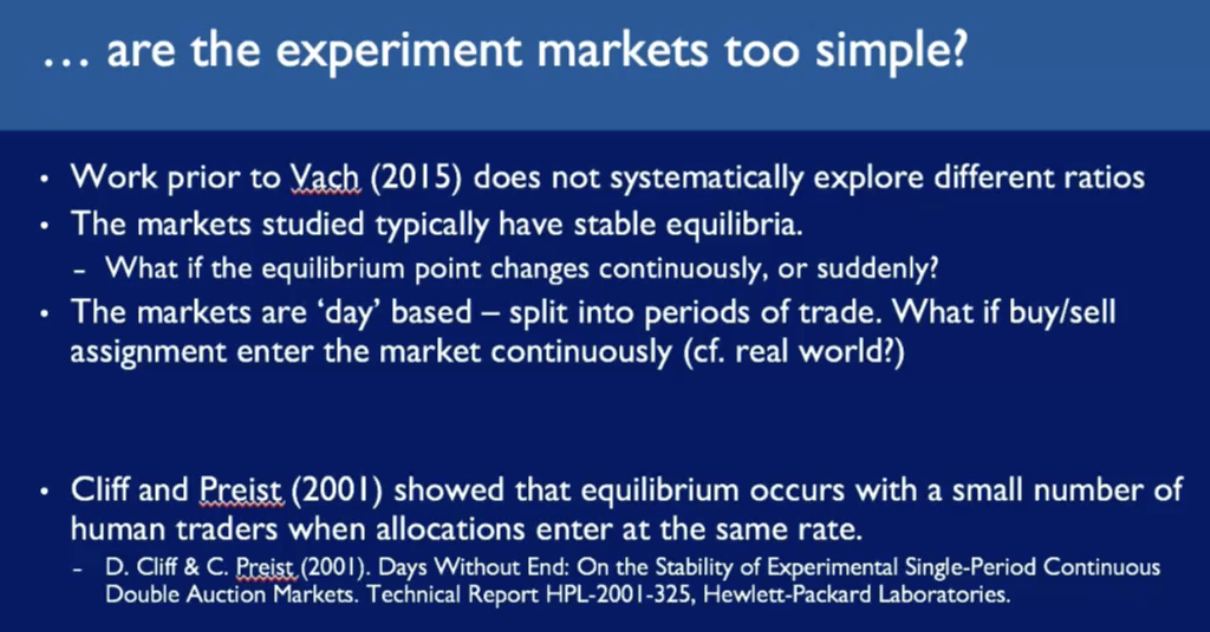 ... are the experiment markets too simple?
• Work prior to Vach (2015) does not systematically explore different ratios
• The markets studied typically have stable equilibria.
– What if the equilibrium point changes continuously, or suddenly?
• The markets are ‘day’ based – split into periods of trade. What if buy/sell
assignment enter the market continuously (cf. real world?)
• Cliff and Preist (2001) showed that equilibrium occurs with a small number of
human traders when allocations enter at the same rate.
– D. Cliff & C. Preist (2001). Days Without End: On the Stability of Experimental Single-Period Continuous
Double Auction Markets. Technical Report HPL-2001-325, Hewlett-Packard Laboratories.